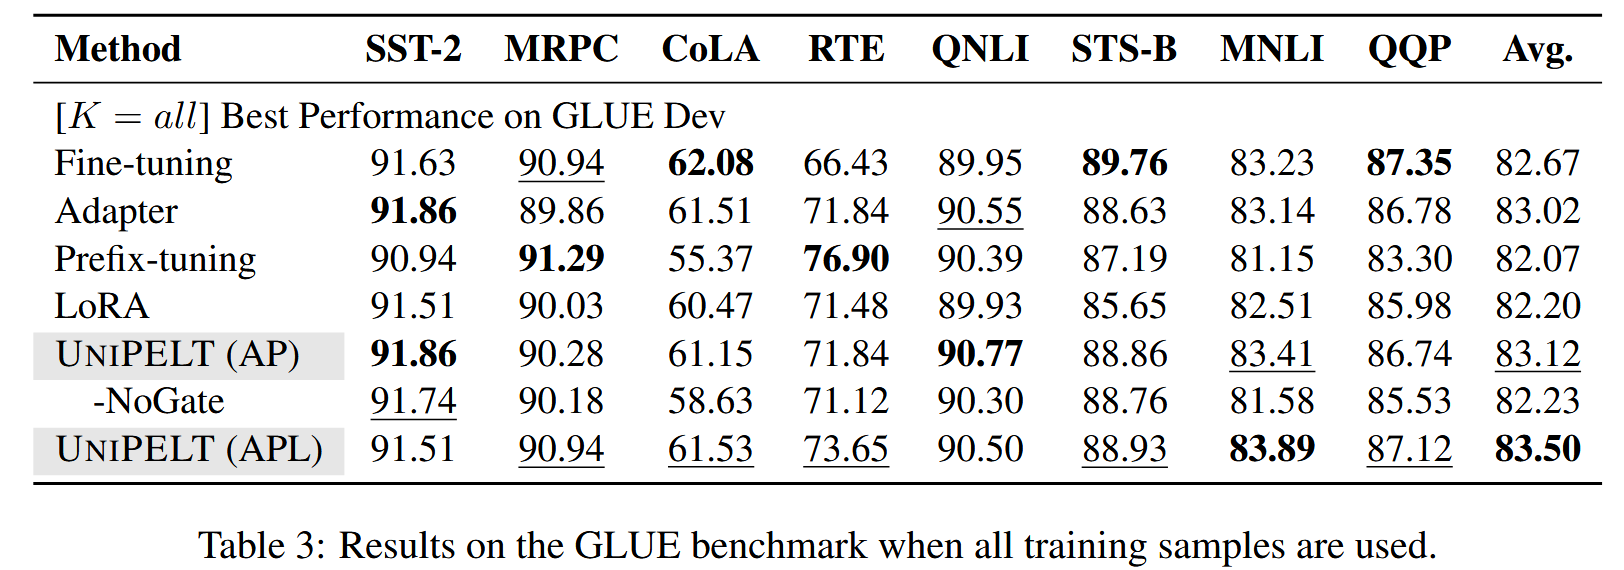 Method SST-2 MRPC CoLA RTE QNLI STS-B MNLI QQP Avg.
[K = all] Best Performance on GLUE Dev
Fine-tuning 91.63 90.94 62.08 66.43 89.95 89.76 83.23 87.35 82.67
Adapter 91.86 89.86 61.51 71.84 90.55 88.63 83.14 86.78 83.02
Prefix-tuning 90.94 91.29 55.37 76.90 90.39 87.19 81.15 83.30 82.07
LoRA 91.51 90.03 60.47 71.48 89.93 85.65 82.51 85.98 82.20
UNIPELT (AP) 91.86 90.28 61.15 71.84 90.77 88.86 83.41 86.74 83.12
-NoGate 91.74 90.18 58.63 71.12 90.30 88.76 81.58 85.53 82.23
UNIPELT (APL) 91.51 90.94 61.53 73.65 90.50 88.93 83.89 87.12 83.50
Table 3: Results on the GLUE benchmark when all training samples are used.